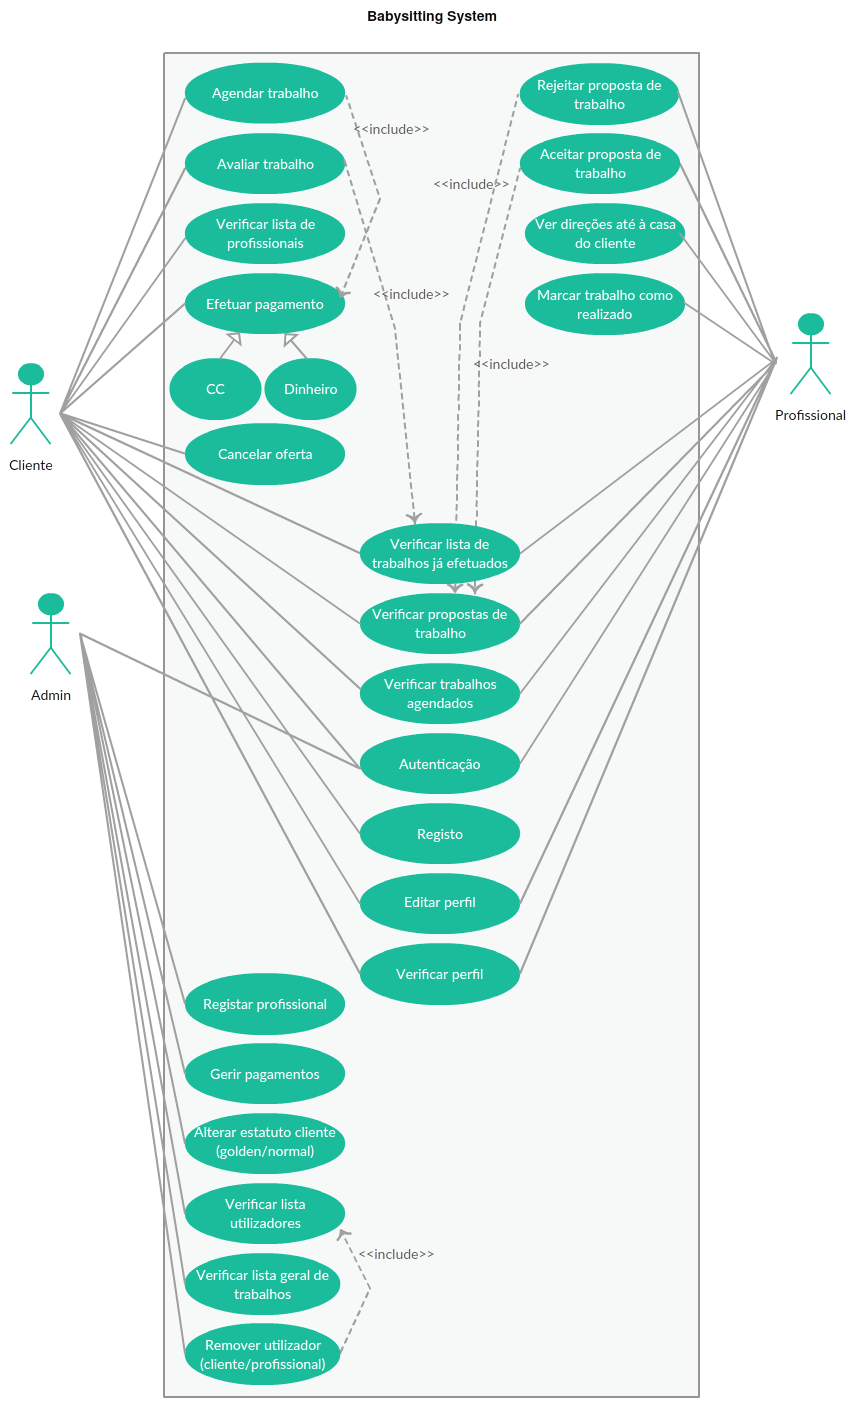 Babysitting System
Agendar trabalho
Rejeitar proposta de
trabalho
<<include>>
Avaliar trabalho
Aceitar proposta de
trabalho
<<include>>
Verificar lista de
profissionais
Ver direções até à casa
do cliente
Efetuar pagamento
<<include>>
Marcar trabalho como
realizado
<<include>>
CC
Dinheiro
Profissional
Cancelar oferta
Cliente
Verificar lista de
trabalhos já efetuados
Verificar propostas de
trabalho
Verificar trabalhos
agendados
Admin
Autenticação
Registo
Editar perfil
Verificar perfil
Registar profissional
Gerir pagamentos
Alterar estatuto cliente
(golden/normal)
Verificar lista
utilizadores
<<include>>
Verificar lista geral de
trabalhos
Remover utilizador
(cliente/profissional)